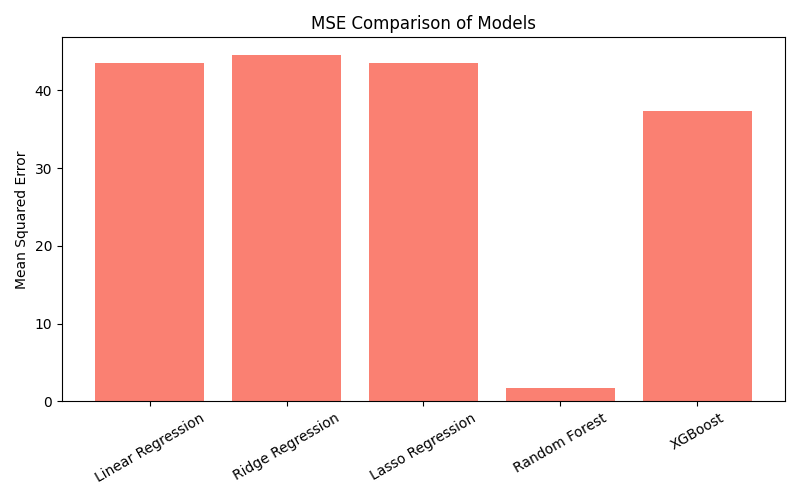 MSE Comparison of Models
Mean Squared Error
40
30
20
10
0
Linear Regression
Ridge Regression
Lasso Regression
Random Forest
XGBoost